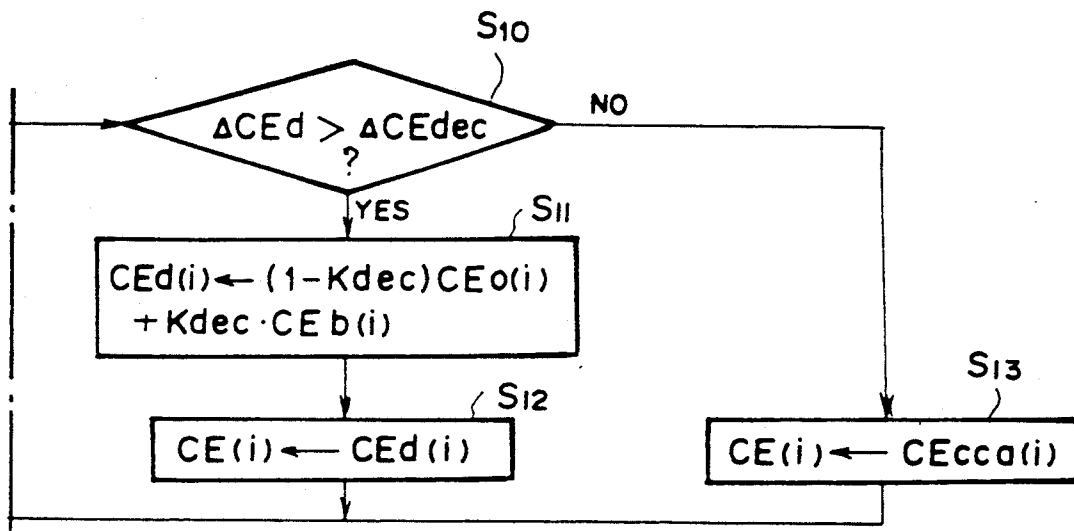 S10
ΔCEd > ΔCEdec
?
NO
YES
S11
CEd(i)← (1-Kdec)CEo(i)
+Kdec·CEb(i)
S12
CE(i)← CEd(i)
S13
CE(i)← CEcca(i)